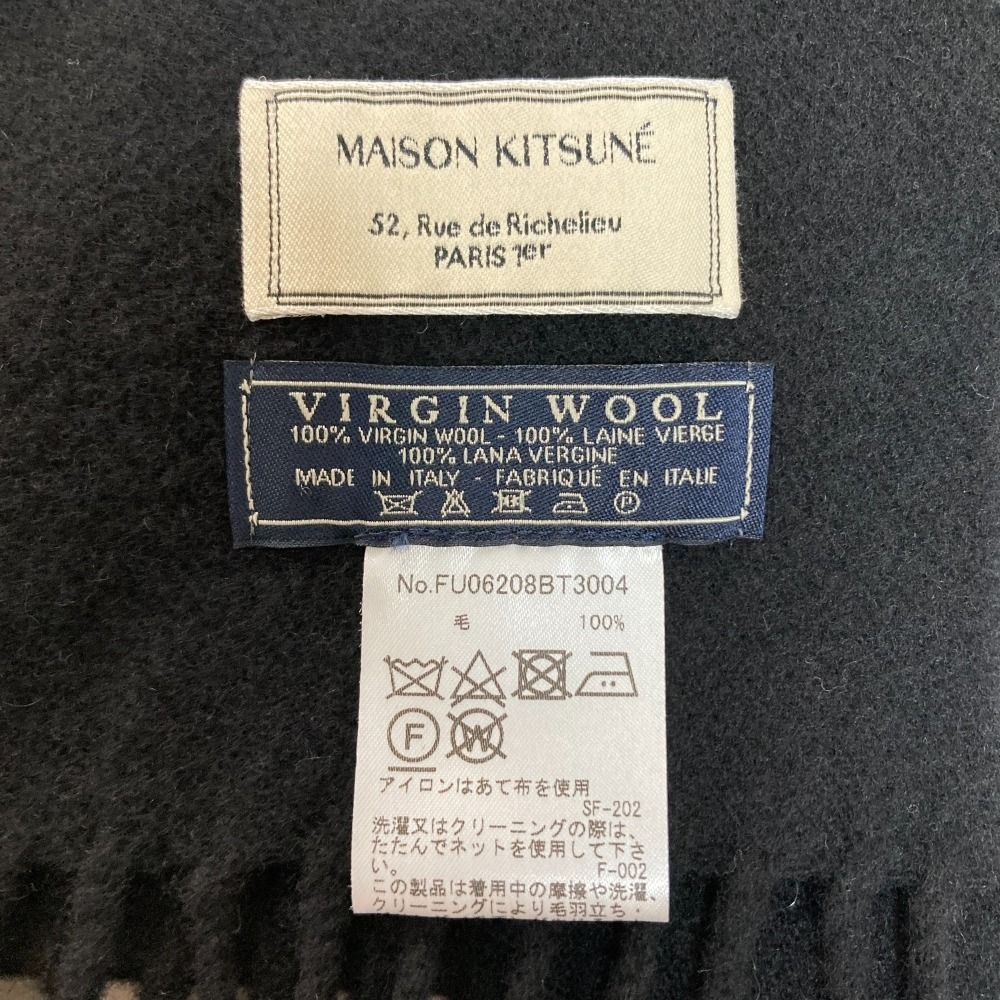 MAISON KITSUNÉ
52, Rue de Richelieu
PARIS 1er
VIRGIN WOOL
100% VIRGIN WOOL - 100% LAINE VIERGE
100% LANA VERGINE
MADE IN ITALY - FABRIQUÉ EN ITALIE
P
No.FU06208BT3004
毛 100%
F W
アイロンはあて布を使用
SF-202
洗濯又はクリーニングの際は、
たたんでネットを使用して下さ
い。 F-002
この製品は着用中の摩擦や洗濯、
クリーニングにより毛羽立ち・